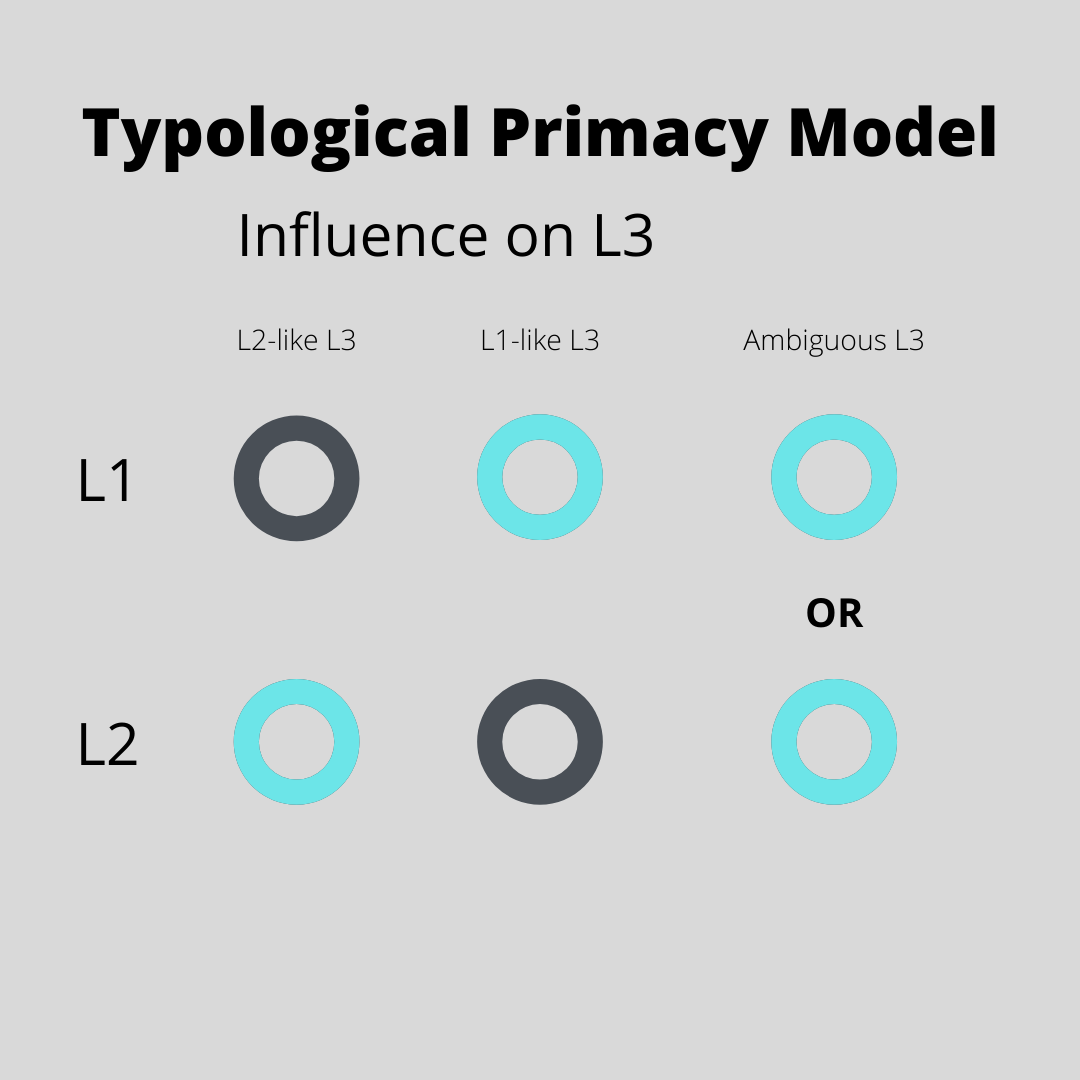 Typological Primacy Model
Influence on L3
L2-like L3
L1-like L3
Ambiguous L3
L1
OR
L2